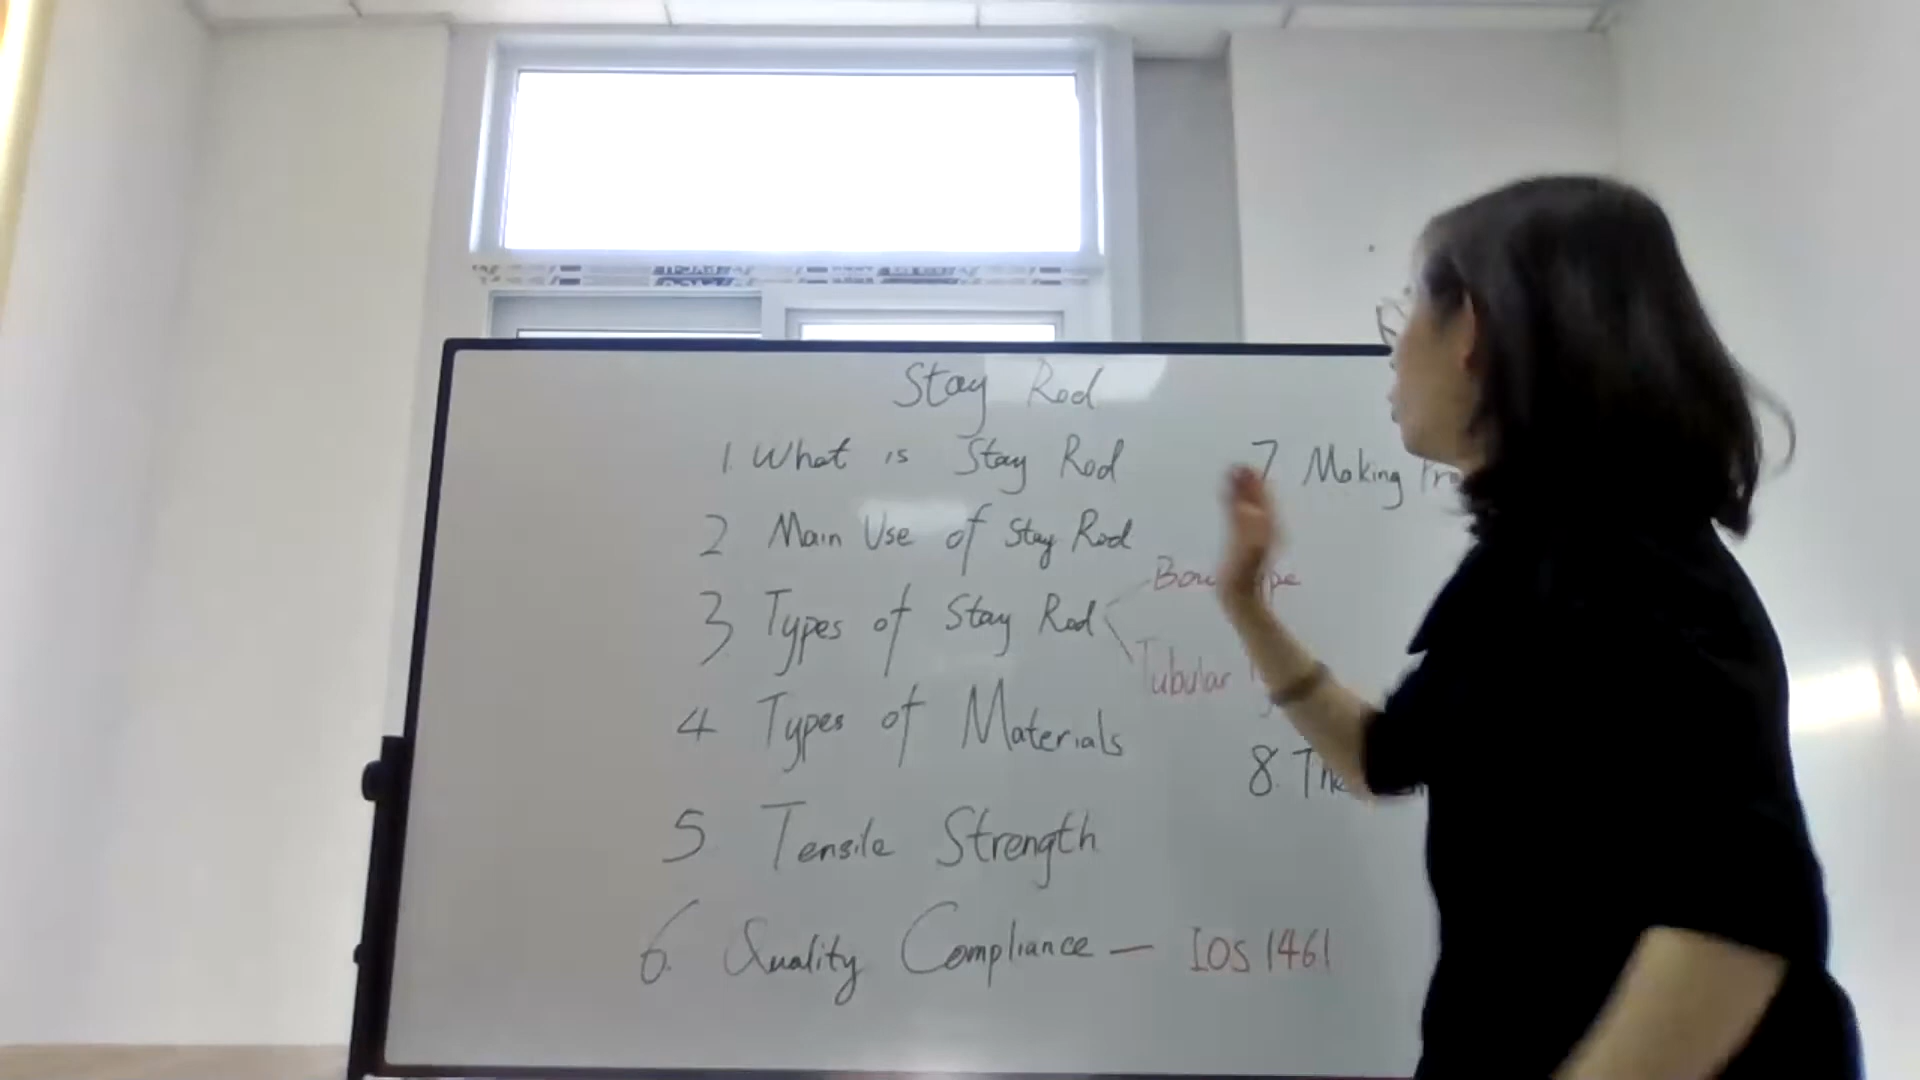 Stay Rod
1. What is Stay Rod
2 Main Use of Stay Rod
3 Types of Stay Rod
Bow
Tubular
4 Types of Materials
5. Tensile Strength
6. Quality Compliance — IOS 1461
7 Making
8.